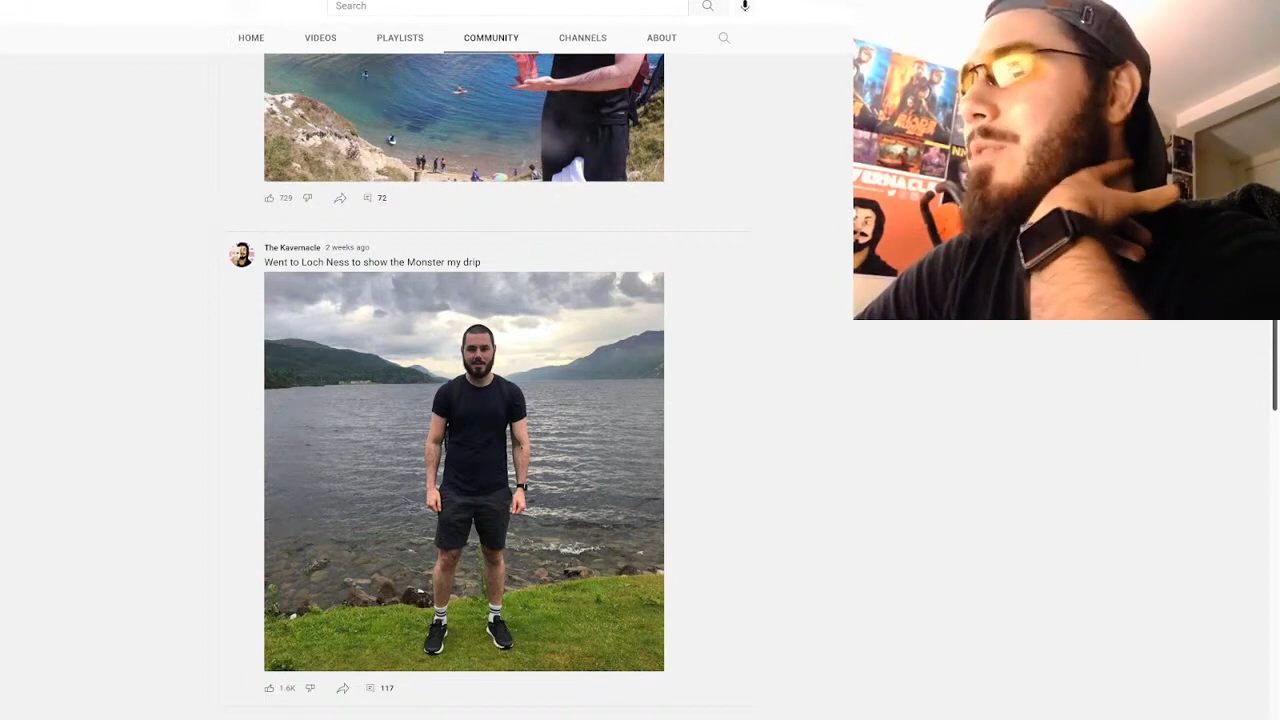 Search
HOME VIDEOS PLAYLISTS COMMUNITY CHANNELS ABOUT
729 72
The Kavernacle 2 weeks ago
Went to Loch Ness to show the Monster my drip
1.6K 117
VERNACLE